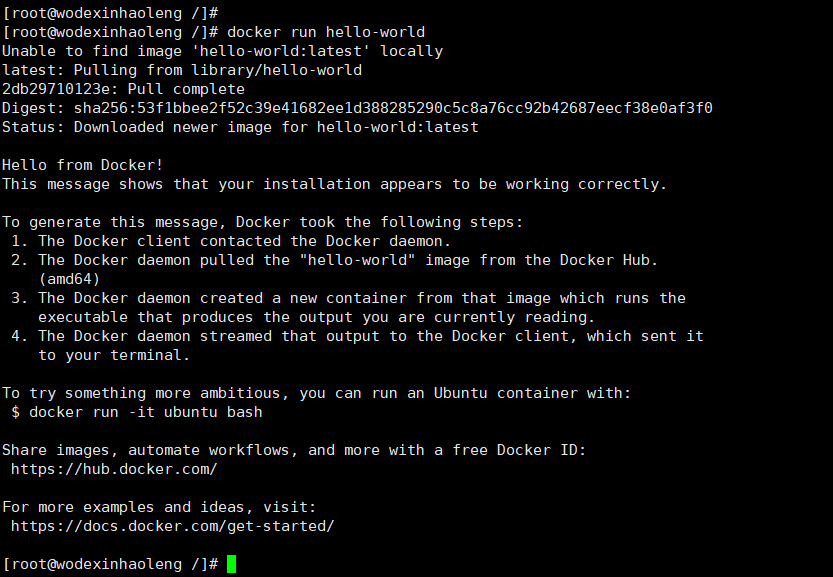 [root@wodexinhaoleng /]#
[root@wodexinhaoleng /]# docker run hello-world
Unable to find image 'hello-world:latest' locally
latest: Pulling from library/hello-world
2db29710123e: Pull complete
Digest: sha256:53f1bbee2f52c39e41682ee1d388285290c5c8a76cc92b42687eecf38e0af3f0
Status: Downloaded newer image for hello-world:latest

Hello from Docker!
This message shows that your installation appears to be working correctly.

To generate this message, Docker took the following steps:
 1. The Docker client contacted the Docker daemon.
 2. The Docker daemon pulled the "hello-world" image from the Docker Hub.
    (amd64)
 3. The Docker daemon created a new container from that image which runs the
    executable that produces the output you are currently reading.
 4. The Docker daemon streamed that output to the Docker client, which sent it
    to your terminal.

To try something more ambitious, you can run an Ubuntu container with:
 $ docker run -it ubuntu bash

Share images, automate workflows, and more with a free Docker ID:
 https://hub.docker.com/

For more examples and ideas, visit:
 https://docs.docker.com/get-started/

[root@wodexinhaoleng /]#